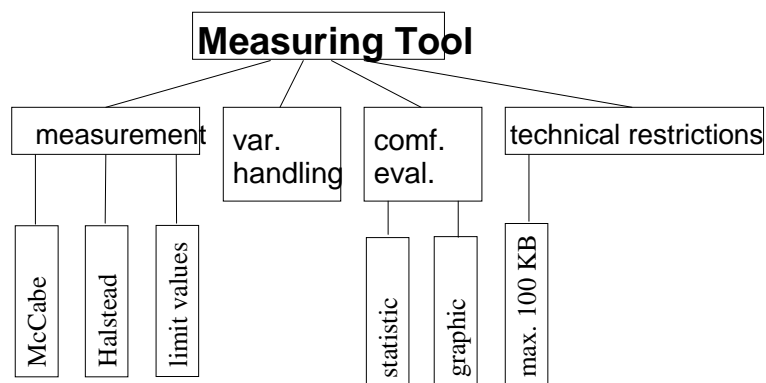 Measuring Tool
measurement
var.
handling
comf.
eval.
technical restrictions
McCabe
Halstead
limit values
statistic
graphic
max. 100 KB